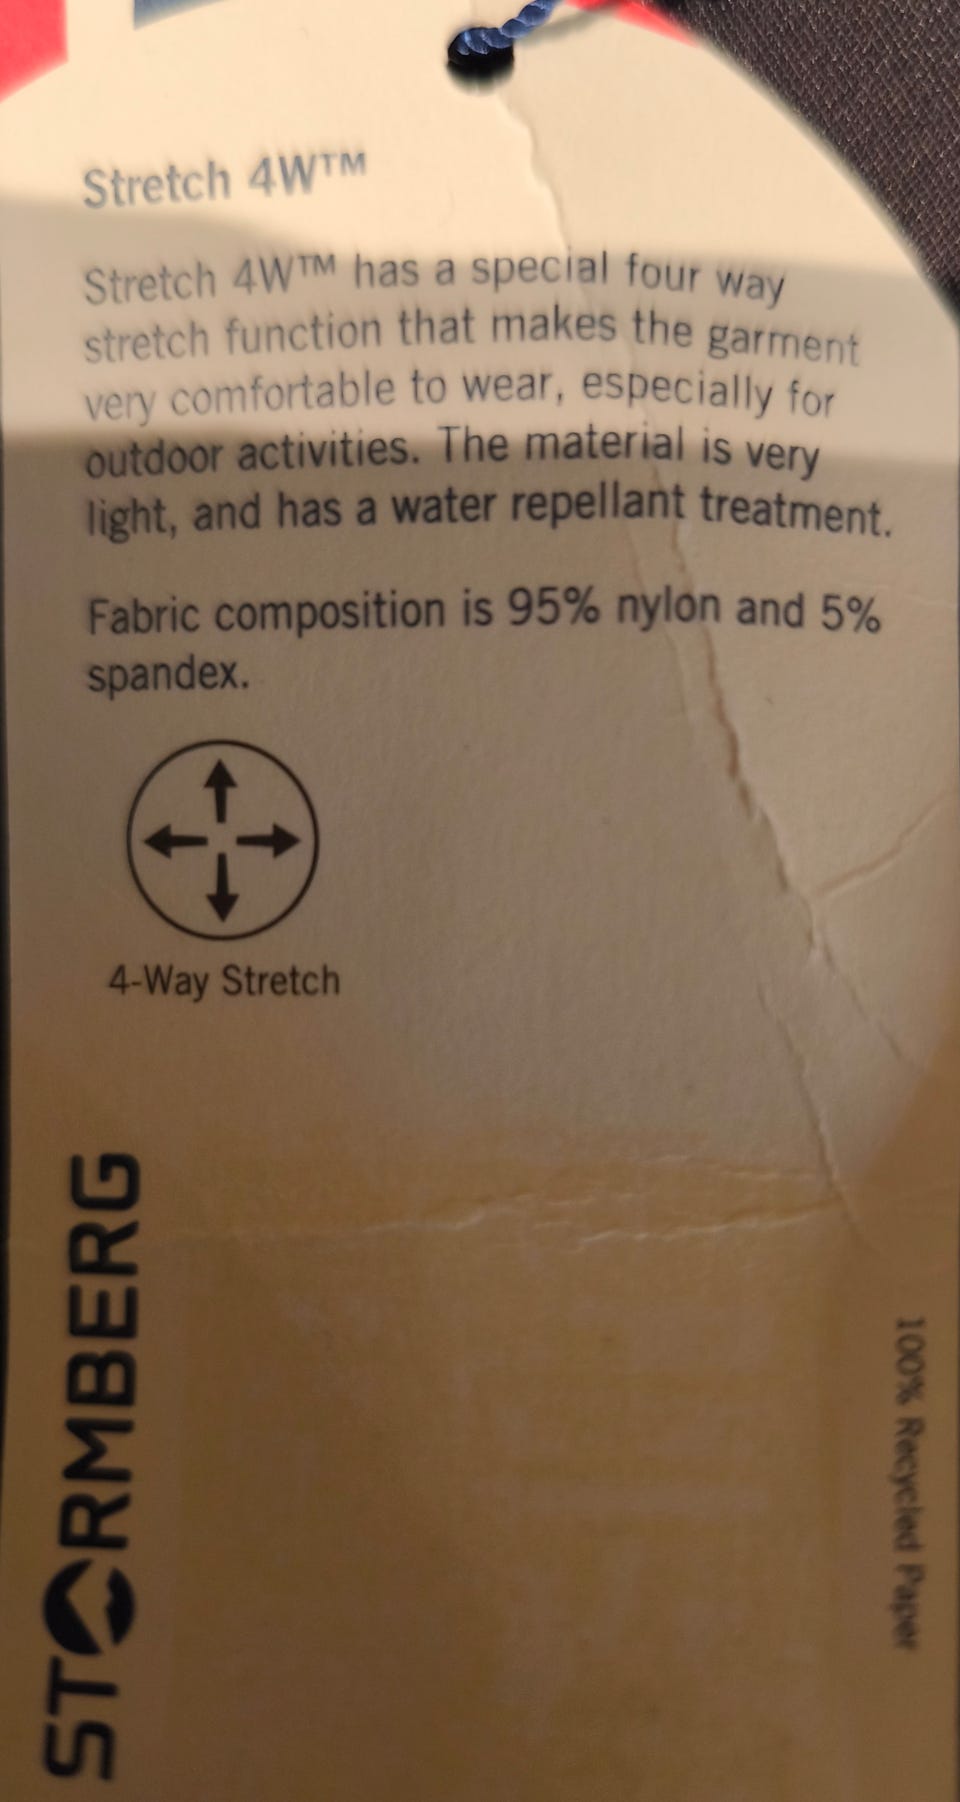 Stretch 4W™
Stretch 4W™ has a special four way
stretch function that makes the garment
very comfortable to wear, especially for
outdoor activities. The material is very
light, and has a water repellant treatment.
Fabric composition is 95% nylon and 5%
spandex.
4-Way Stretch
STORMBERG
100% Recycled Paper